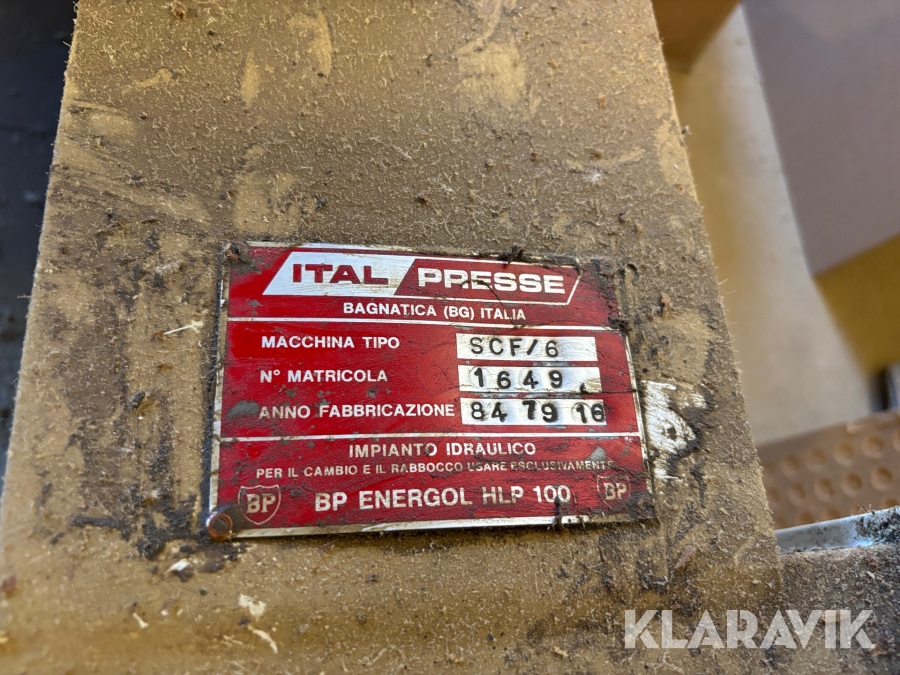 ITAL PRESSE
BAGNATICA (BG) ITALIA
MACCHINA TIPO SCF/6
N° MATRICOLA 1649
ANNO FABBRICAZIONE 84 79 16
IMPIANTO IDRAULICO
PER IL CAMBIO E IL RABBOCCO USARE ESCLUSIVAMENTE
BP BP ENERGOL HLP 100 BP
KLARAVIK